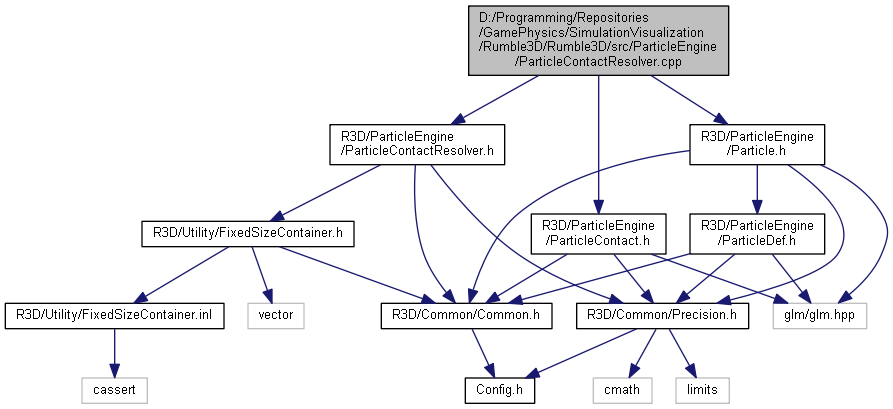 D:/Programming/Repositories
/GamePhysics/SimulationVisualization
/Rumble3D/Rumble3D/src/ParticleEngine
/ParticleContactResolver.cpp
R3D/ParticleEngine
/ParticleContactResolver.h
R3D/ParticleEngine
/Particle.h
R3D/Utility/FixedSizeContainer.h
R3D/ParticleEngine
/ParticleContact.h
R3D/ParticleEngine
/ParticleDef.h
R3D/Utility/FixedSizeContainer.inl
vector
R3D/Common/Common.h
R3D/Common/Precision.h
glm/glm.hpp
cassert
Config.h
cmath
limits